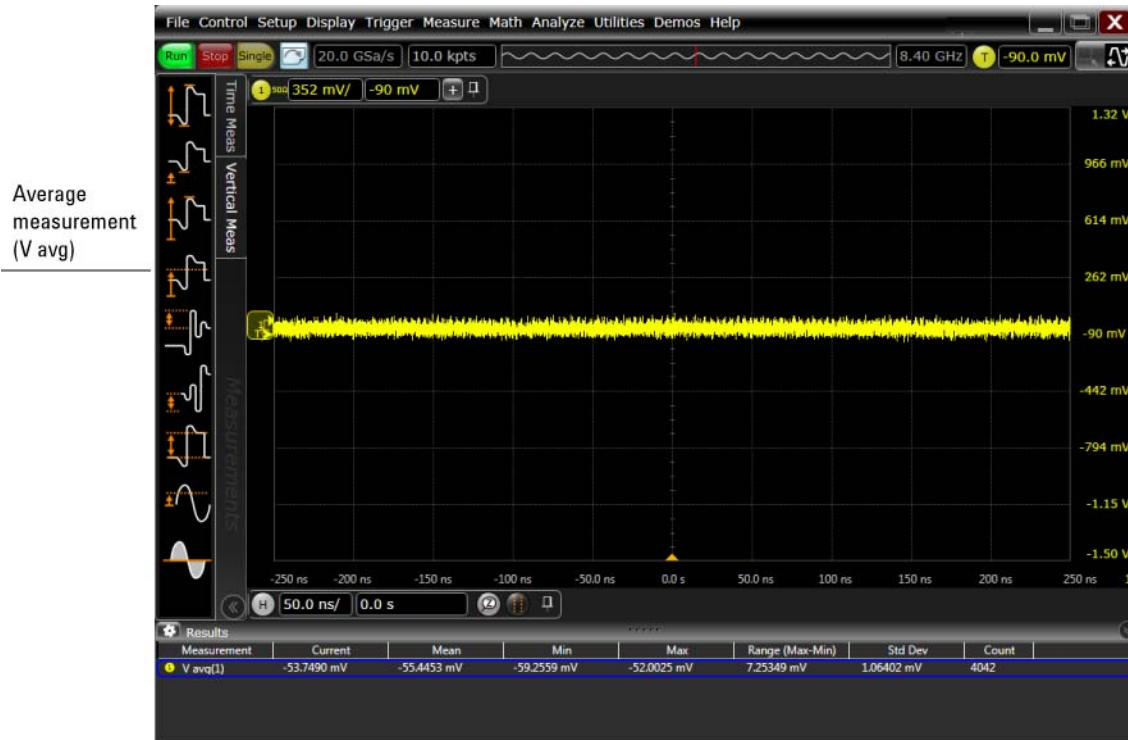 File Control Setup Display Trigger Measure Math Analyze Utilities Demos Help
Run Stop Single 20.0 GSa/s 10.0 kpts 8.40 GHz T -90.0 mV
Time Meas
Vertical Meas
Measurements
1 50Ω 352 mV/ -90 mV +
Average
measurement
(V avg)
1.32 V
966 mV
614 mV
262 mV
-90 mV
-442 mV
-794 mV
-1.15 V
-1.50 V
-250 ns -200 ns -150 ns -100 ns -50.0 ns 0.0 s 50.0 ns 100 ns 150 ns 200 ns 250 ns
H 50.0 ns/ 0.0 s
Results
Measurement Current Mean Min Max Range (Max-Min) Std Dev Count
V avg(1) -53.7490 mV -55.4453 mV -59.2559 mV -52.0025 mV 7.25349 mV 1.06402 mV 4042